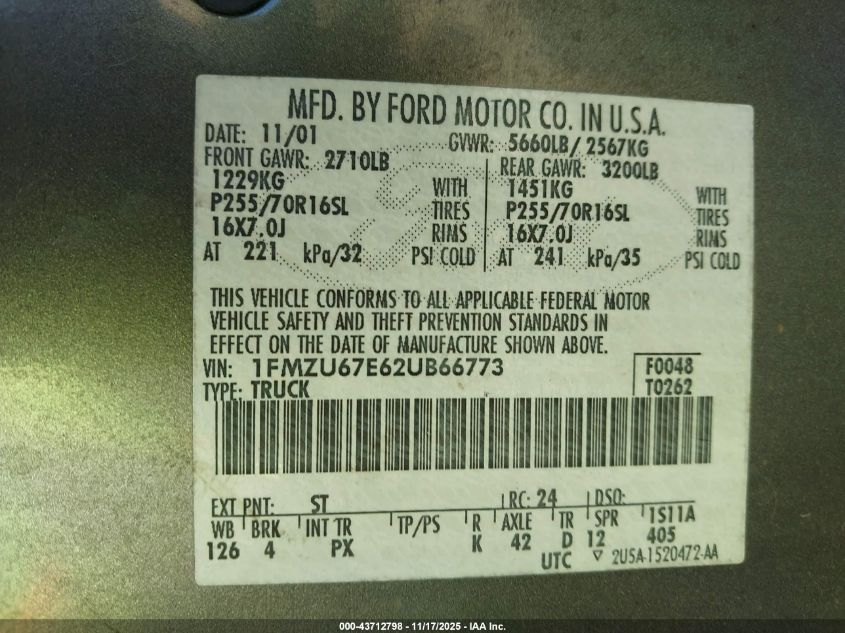 MFD. BY FORD MOTOR CO. IN U.S.A.
DATE: 11/01 GVWR: 5660LB/ 2567KG
FRONT GAWR: 2710LB REAR GAWR: 3200LB
1229KG WITH 1451KG WITH
P255/70R16SL TIRES P255/70R16SL TIRES
16X7.0J RIMS 16X7.0J RIMS
AT 221 kPa/32 PSI COLD AT 241 kPa/35 PSI COLD
THIS VEHICLE CONFORMS TO ALL APPLICABLE FEDERAL MOTOR
VEHICLE SAFETY AND THEFT PREVENTION STANDARDS IN
EFFECT ON THE DATE OF MANUFACTURE SHOWN ABOVE.
VIN: 1FMZU67E62UB66773 F0048
TYPE: TRUCK T0262
EXT PNT: ST RC: 24 DSO:
WB BRK INT TR TP/PS R AXLE TR SPR 1S11A
126 4 PX K 42 D 12 405
UTC ▽ 2U5A-1520472-AA
000-43712798 - 11/17/2025 - IAA Inc.